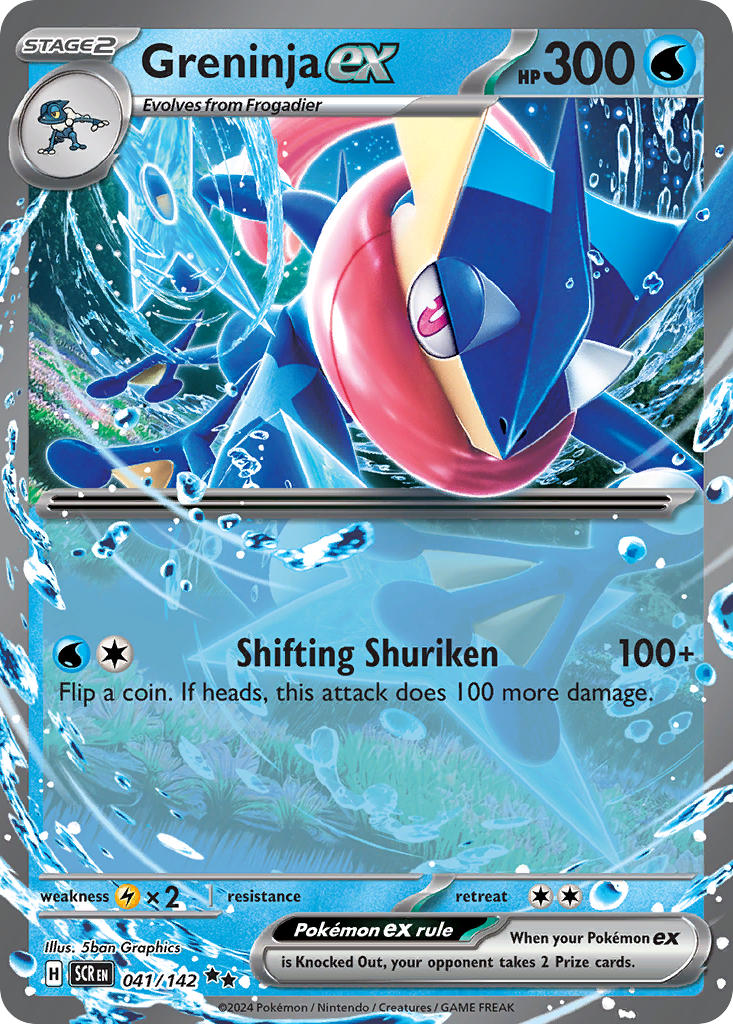 STAGE2
Greninja ex
HP 300
Evolves from Frogadier
Shifting Shuriken 100+
Flip a coin. If heads, this attack does 100 more damage.
weakness ×2 resistance retreat
Pokémon ex rule
When your Pokémon ex
is Knocked Out, your opponent takes 2 Prize cards.
Illus. 5ban Graphics
H SCR EN 041/142
©2024 Pokémon / Nintendo / Creatures / GAME FREAK